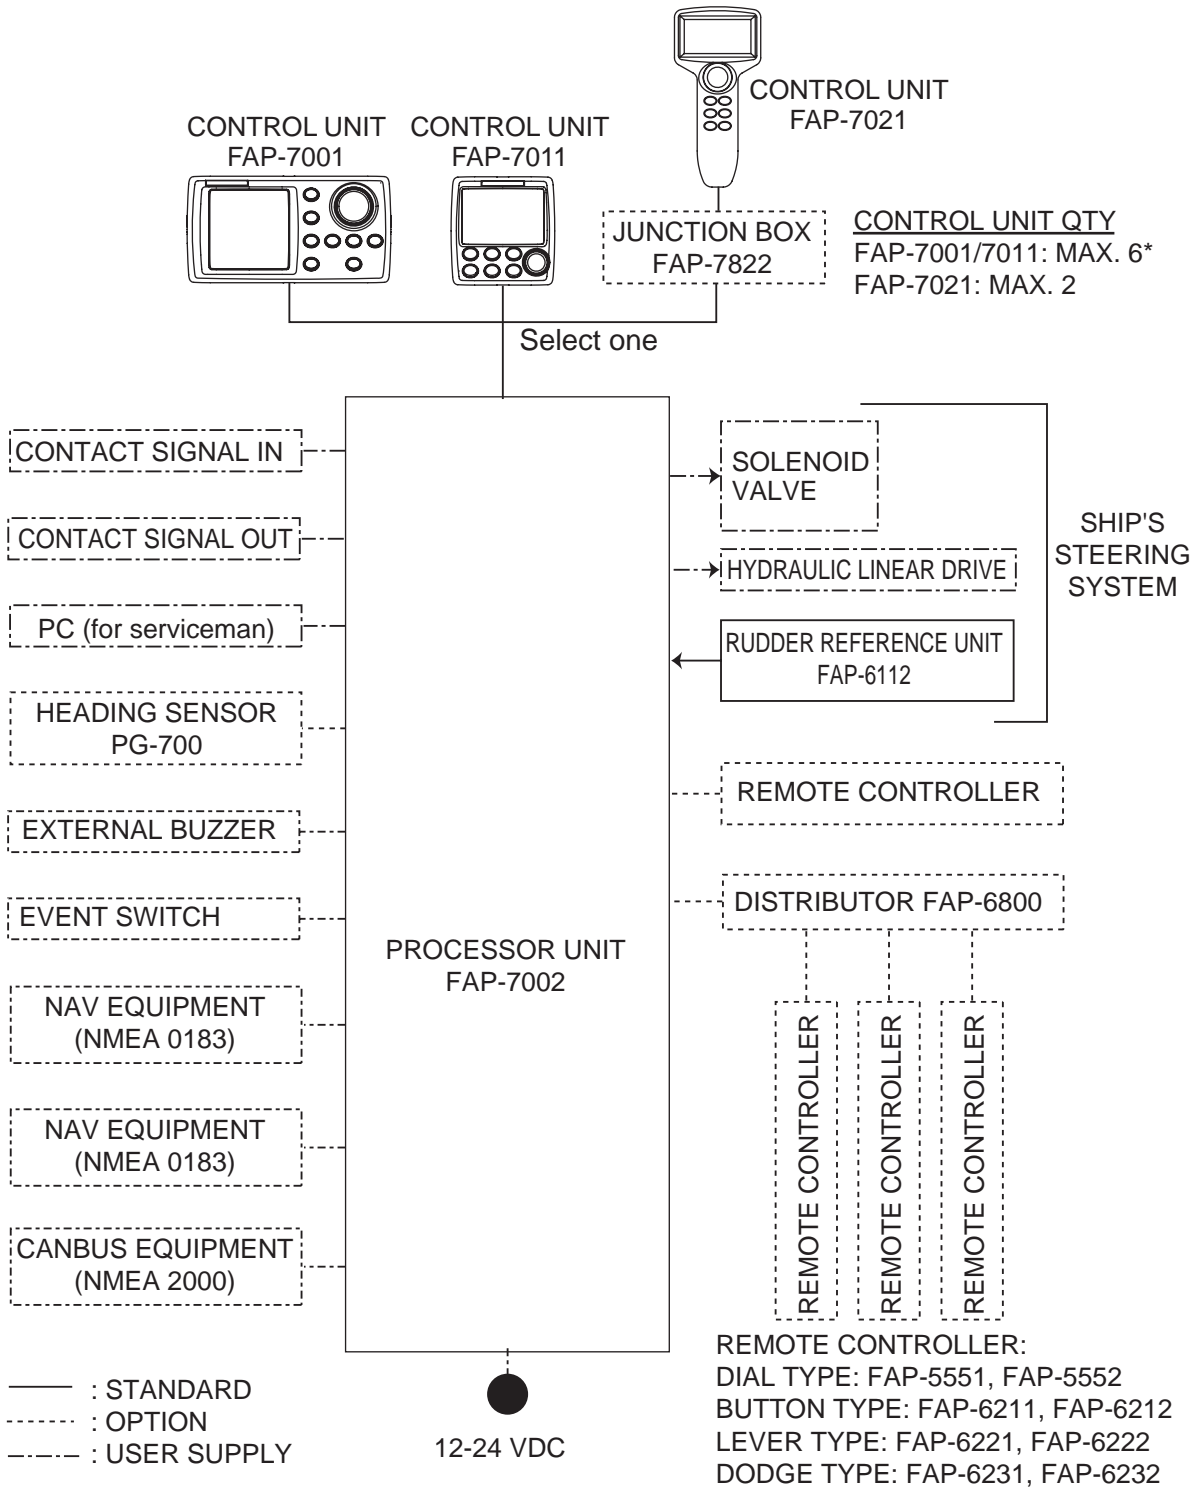 CONTROL UNIT
FAP-7001
CONTROL UNIT
FAP-7011
CONTROL UNIT
FAP-7021
JUNCTION BOX
FAP-7822
CONTROL UNIT QTY
FAP-7001/7011: MAX. 6*
FAP-7021: MAX. 2
Select one
CONTACT SIGNAL IN
CONTACT SIGNAL OUT
PC (for serviceman)
HEADING SENSOR
PG-700
EXTERNAL BUZZER
EVENT SWITCH
NAV EQUIPMENT
(NMEA 0183)
NAV EQUIPMENT
(NMEA 0183)
CANBUS EQUIPMENT
(NMEA 2000)
PROCESSOR UNIT
FAP-7002
SOLENOID
VALVE
HYDRAULIC LINEAR DRIVE
RUDDER REFERENCE UNIT
FAP-6112
SHIP'S
STEERING
SYSTEM
REMOTE CONTROLLER
DISTRIBUTOR FAP-6800
REMOTE CONTROLLER
REMOTE CONTROLLER
REMOTE CONTROLLER
REMOTE CONTROLLER:
DIAL TYPE: FAP-5551, FAP-5552
BUTTON TYPE: FAP-6211, FAP-6212
LEVER TYPE: FAP-6221, FAP-6222
DODGE TYPE: FAP-6231, FAP-6232
: STANDARD
: OPTION
: USER SUPPLY
12-24 VDC